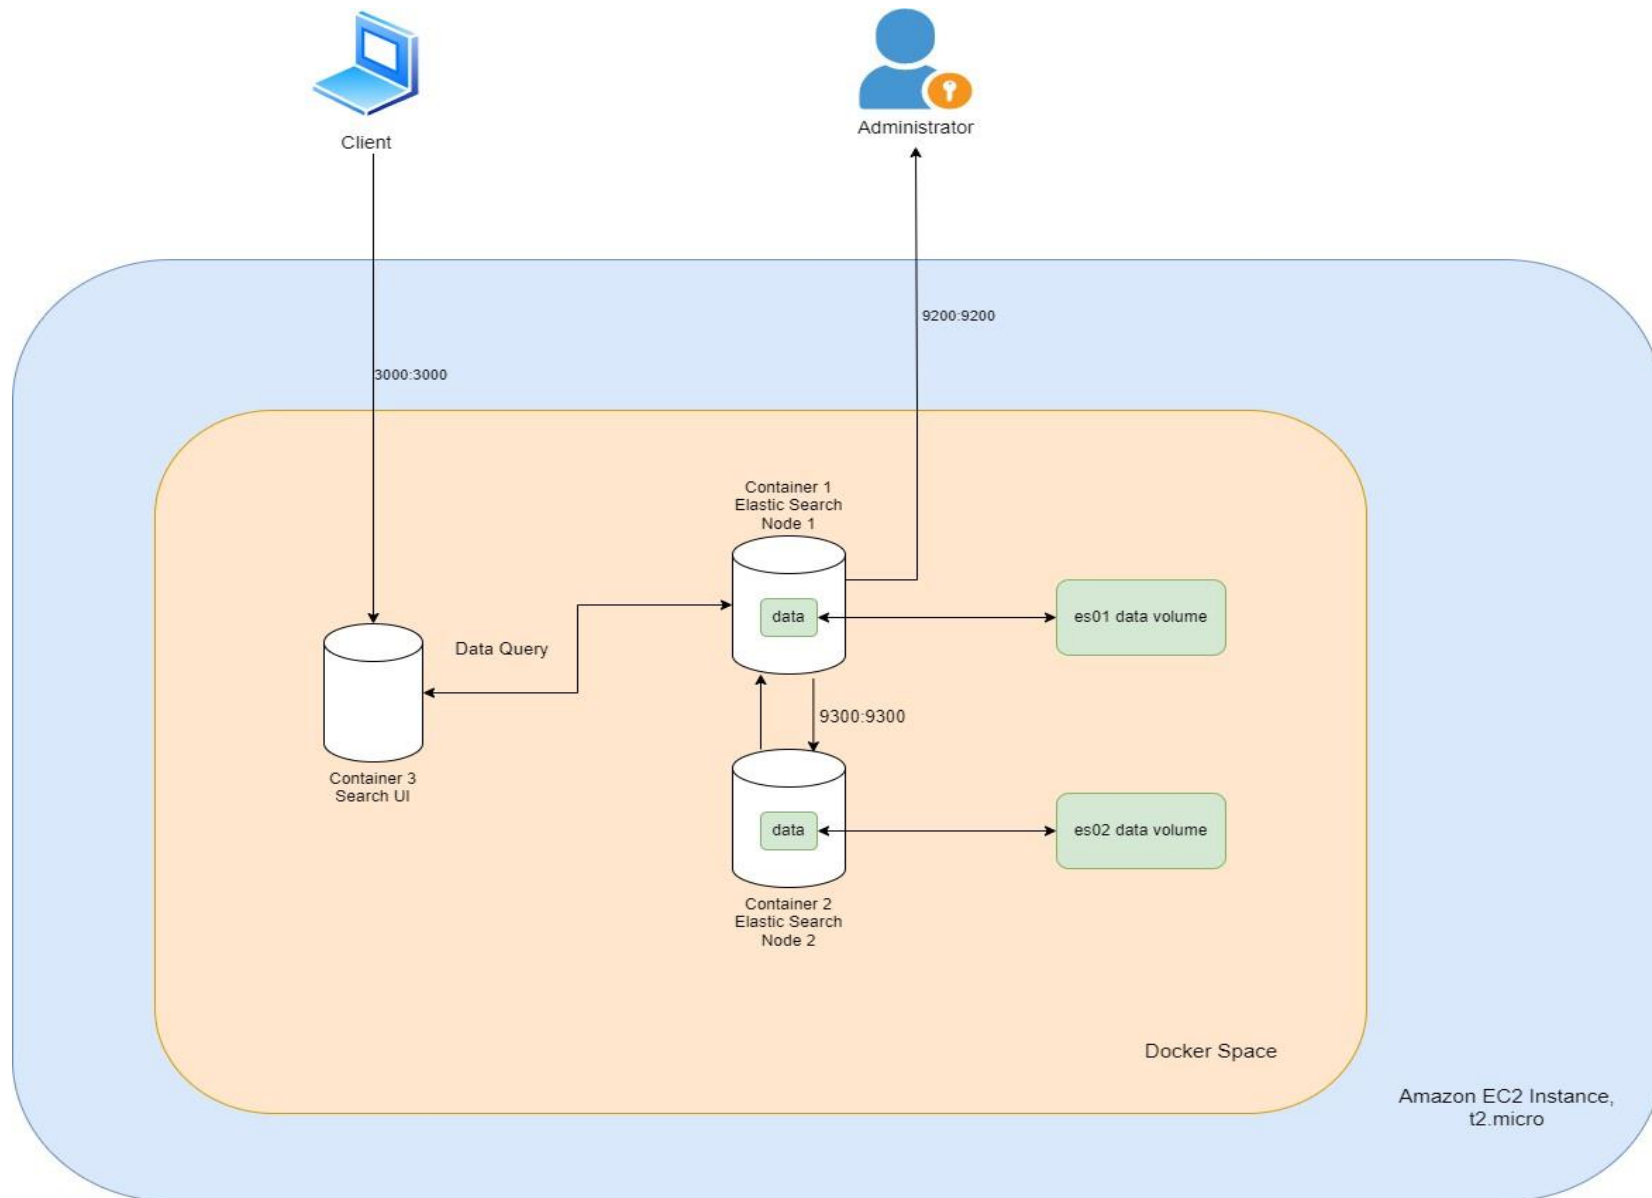 Client
Administrator
9200:9200
3000:3000
Container 1
Elastic Search
Node 1
data
es01 data volume
Data Query
9300:9300
Container 3
Search UI
data
es02 data volume
Container 2
Elastic Search
Node 2
Docker Space
Amazon EC2 Instance,
t2.micro